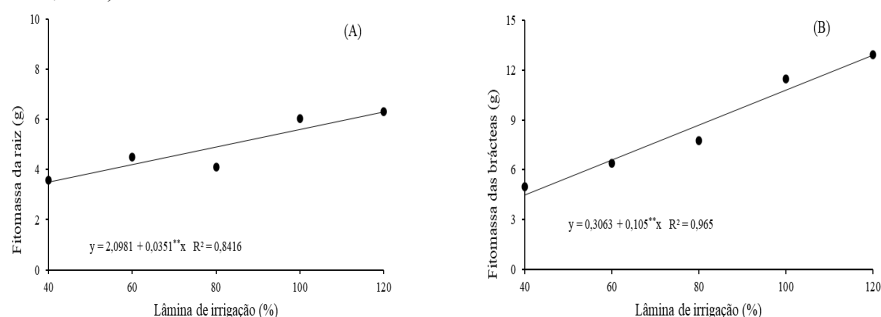 (A)
10
8
6
4
2
0
Fitomassa da raiz (g)
y = 2,0981 + 0,0351**x R² = 0,8416
40 60 80 100 120
Lâmina de irrigação (%)
(B)
15
12
9
6
3
0
Fitomassa das brácteas (g)
y = 0,3063 + 0,105**x R² = 0,965
40 60 80 100 120
Lâmina de irrigação (%)